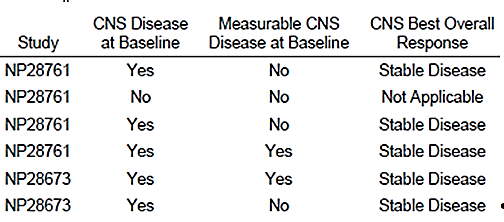 CNS Disease Measurable CNS CNS Best Overall
Study at Baseline Disease at Baseline Response
NP28761 Yes No Stable Disease
NP28761 No No Not Applicable
NP28761 Yes No Stable Disease
NP28761 Yes Yes Stable Disease
NP28673 Yes Yes Stable Disease
NP28673 Yes No Stable Disease